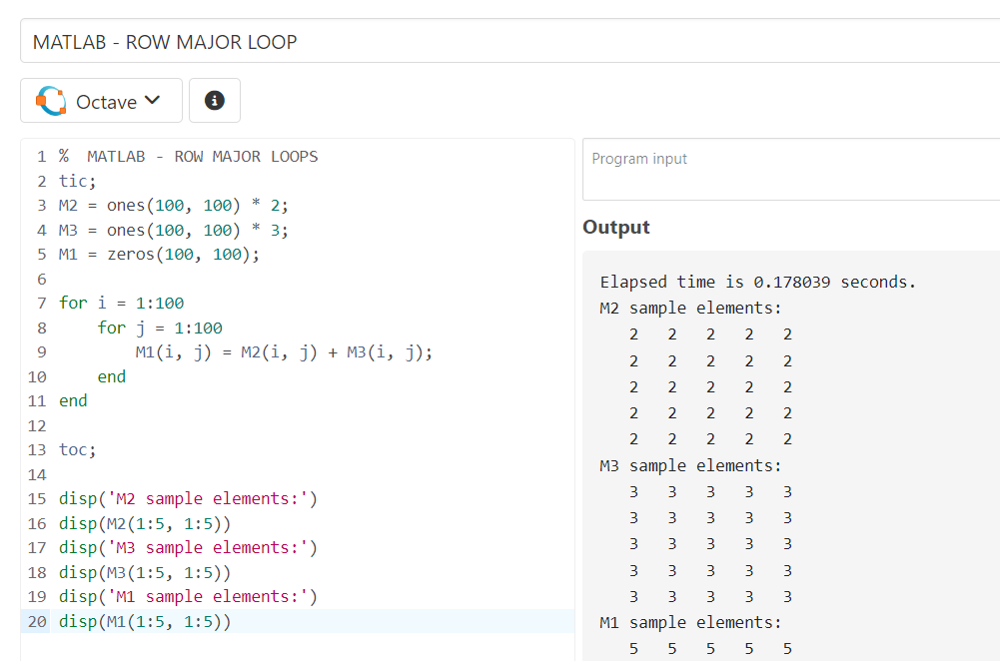 MATLAB - ROW MAJOR LOOP
Octave
1 %  MATLAB - ROW MAJOR LOOPS
2 tic;
3 M2 = ones(100, 100) * 2;
4 M3 = ones(100, 100) * 3;
5 M1 = zeros(100, 100);
6
7 for i = 1:100
8     for j = 1:100
9         M1(i, j) = M2(i, j) + M3(i, j);
10     end
11 end
12
13 toc;
14
15 disp('M2 sample elements:')
16 disp(M2(1:5, 1:5))
17 disp('M3 sample elements:')
18 disp(M3(1:5, 1:5))
19 disp('M1 sample elements:')
20 disp(M1(1:5, 1:5))
Program input
Output
Elapsed time is 0.178039 seconds.
M2 sample elements:
   2   2   2   2   2
   2   2   2   2   2
   2   2   2   2   2
   2   2   2   2   2
   2   2   2   2   2
M3 sample elements:
   3   3   3   3   3
   3   3   3   3   3
   3   3   3   3   3
   3   3   3   3   3
   3   3   3   3   3
M1 sample elements:
   5   5   5   5   5